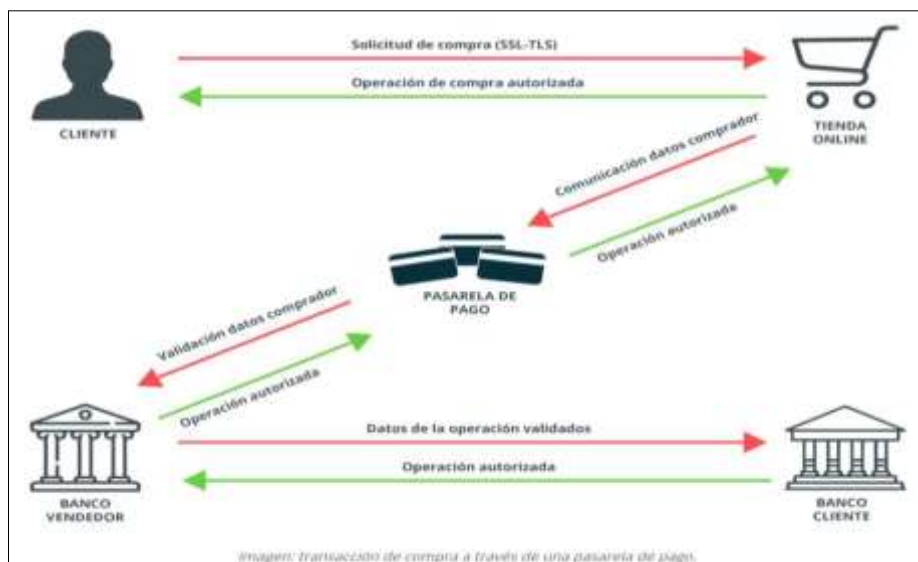 Solicitud de compra (SSL-TLS)
Operación de compra autorizada
CLIENTE
TIENDA
ONLINE
Comunicación datos comprador
Operación autorizada
PASARELA DE
PAGO
Validación datos comprador
Operación autorizada
Datos de la operación validados
Operación autorizada
BANCO
VENDEDOR
BANCO
CLIENTE
Imagen: transacción de compra a través de una pasarela de pago.